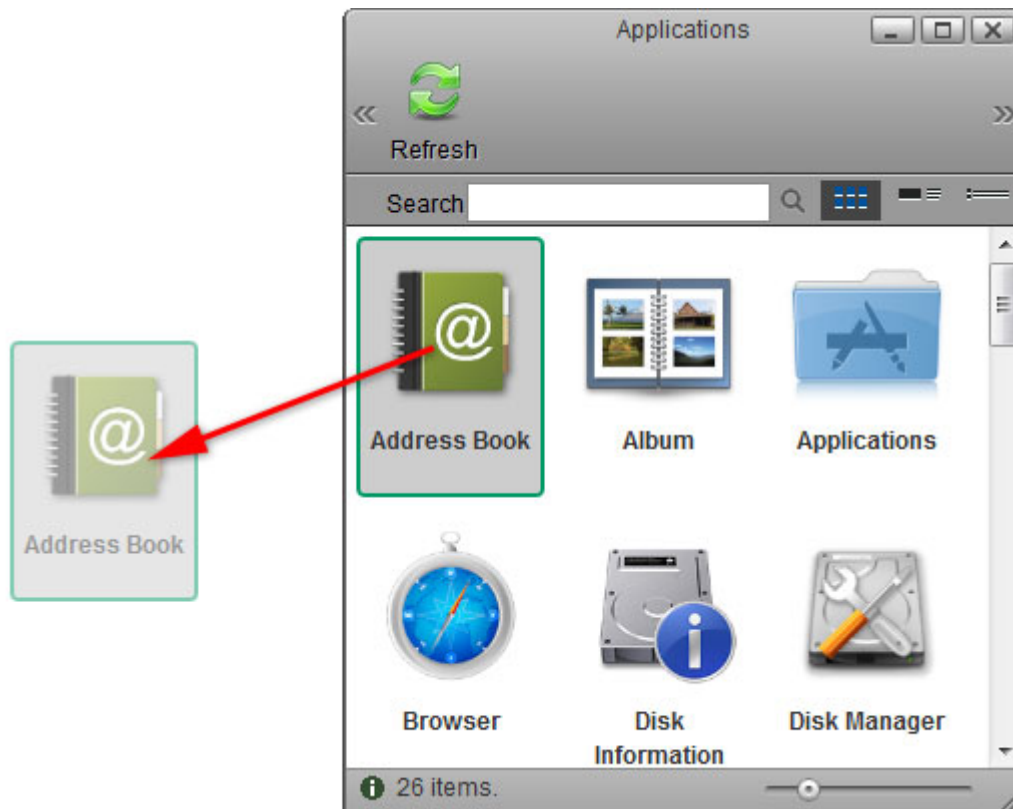 Applications
Refresh
Search
Address Book
Album
Applications
Address Book
Browser
Disk
Information
Disk Manager
26 items.